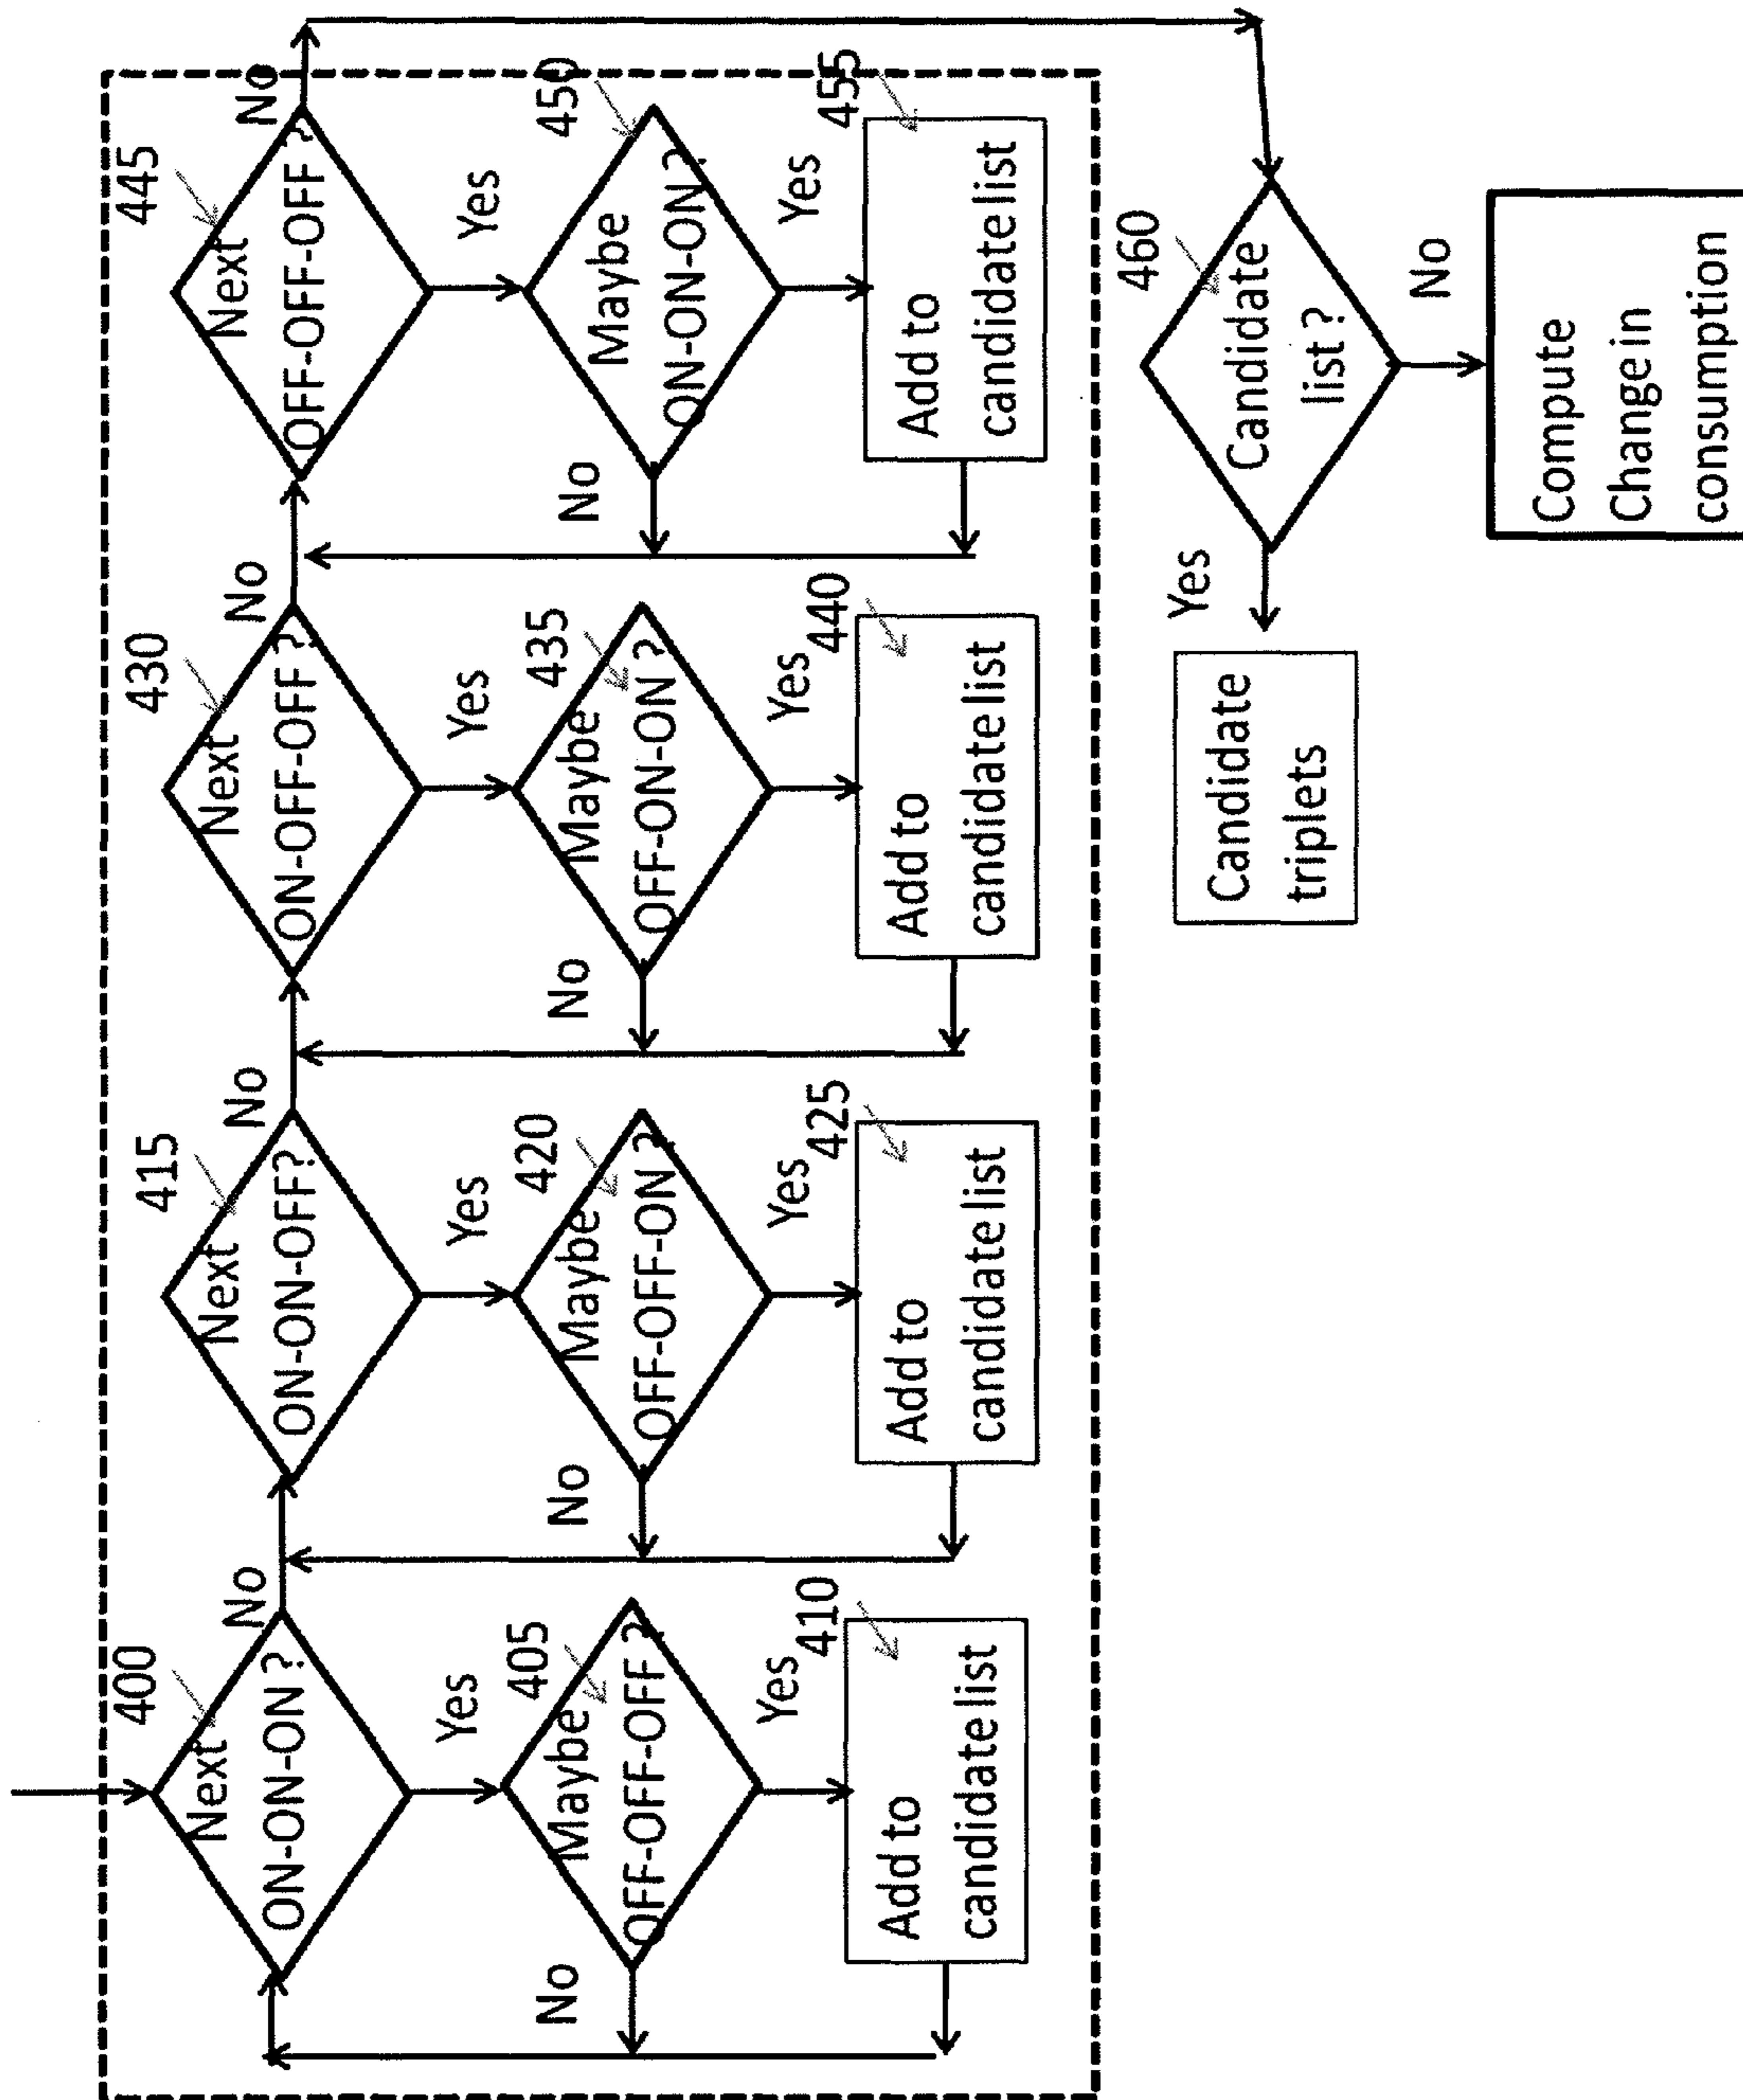 400
Next
ON-ON-ON ?
No
Yes
405
Maybe
OFF-OFF-OFF ?
No
Yes
410
Add to
candidate list
415
Next
ON-ON-OFF?
No
Yes
420
Maybe
OFF-OFF-ON ?
No
Yes
425
Add to
candidate list
430
Next
ON-OFF-OFF ?
No
Yes
435
Maybe
OFF-ON-ON ?
No
Yes
440
Add to
candidate list
445
Next
OFF-OFF-OFF ?
No
Yes
450
Maybe
ON-ON-ON ?
No
Yes
455
Add to
candidate list
460
Candidate
list ?
Yes
No
Candidate
triplets
Compute
Change in
consumption